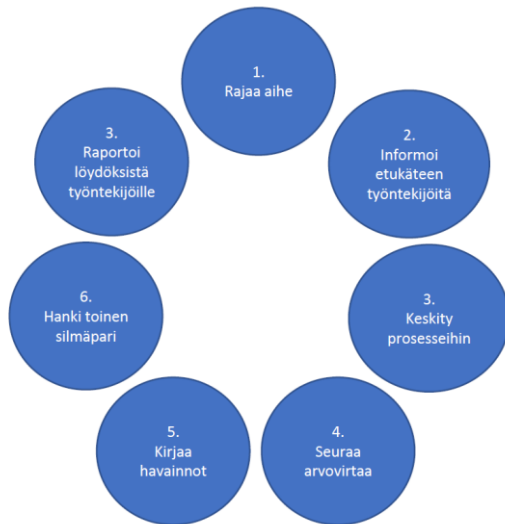 1.
Rajaa aihe
2.
Informoi
etukäteen
työntekijöitä
3.
Keskity
prosesseihin
4.
Seuraa
arvovirtaa
5.
Kirjaa
havainnot
6.
Hanki toinen
silmäpari
3.
Raportoi
löydöksistä
työntekijöille